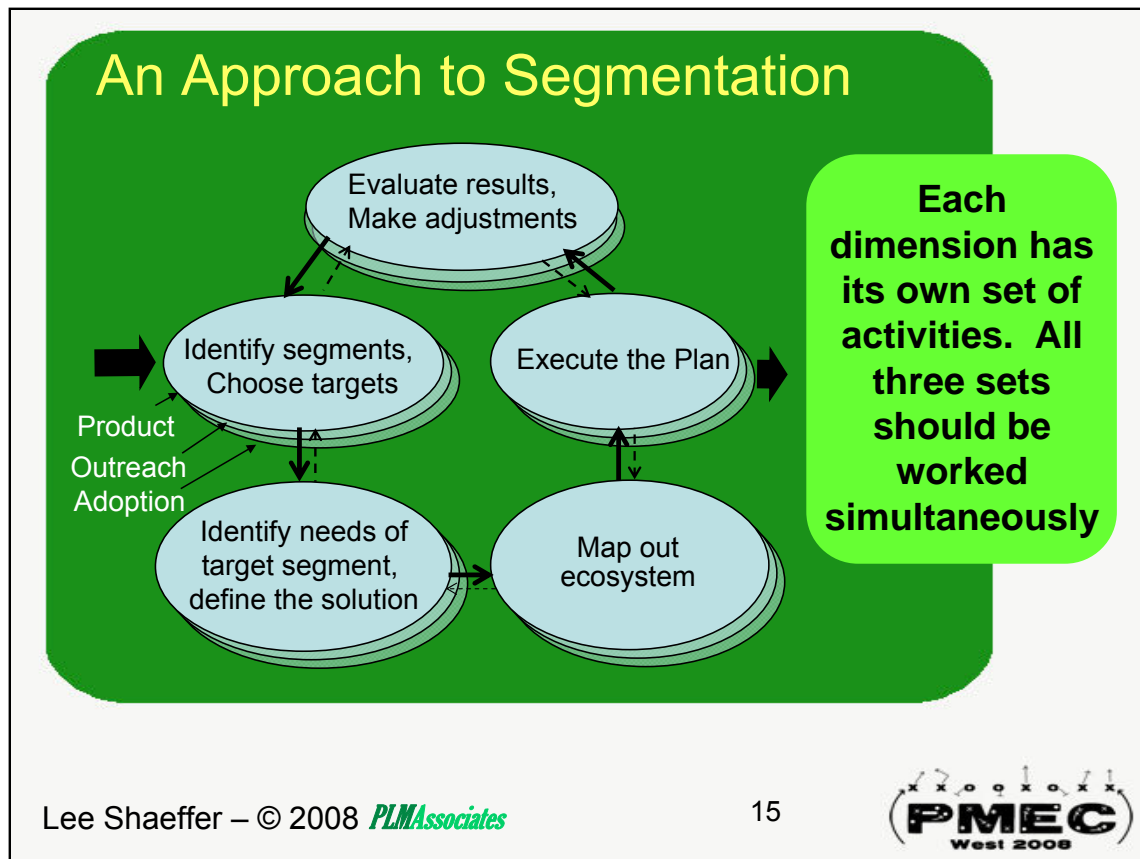 An Approach to Segmentation
Evaluate results,
Make adjustments
Identify segments,
Choose targets
Execute the Plan
Product
Outreach
Adoption
Identify needs of
target segment,
define the solution
Map out
ecosystem
Each
dimension has
its own set of
activities.  All
three sets
should be
worked
simultaneously
Lee Shaeffer – © 2008 PLMAssociates
15
x x o o x o x x
PMEC
West 2008